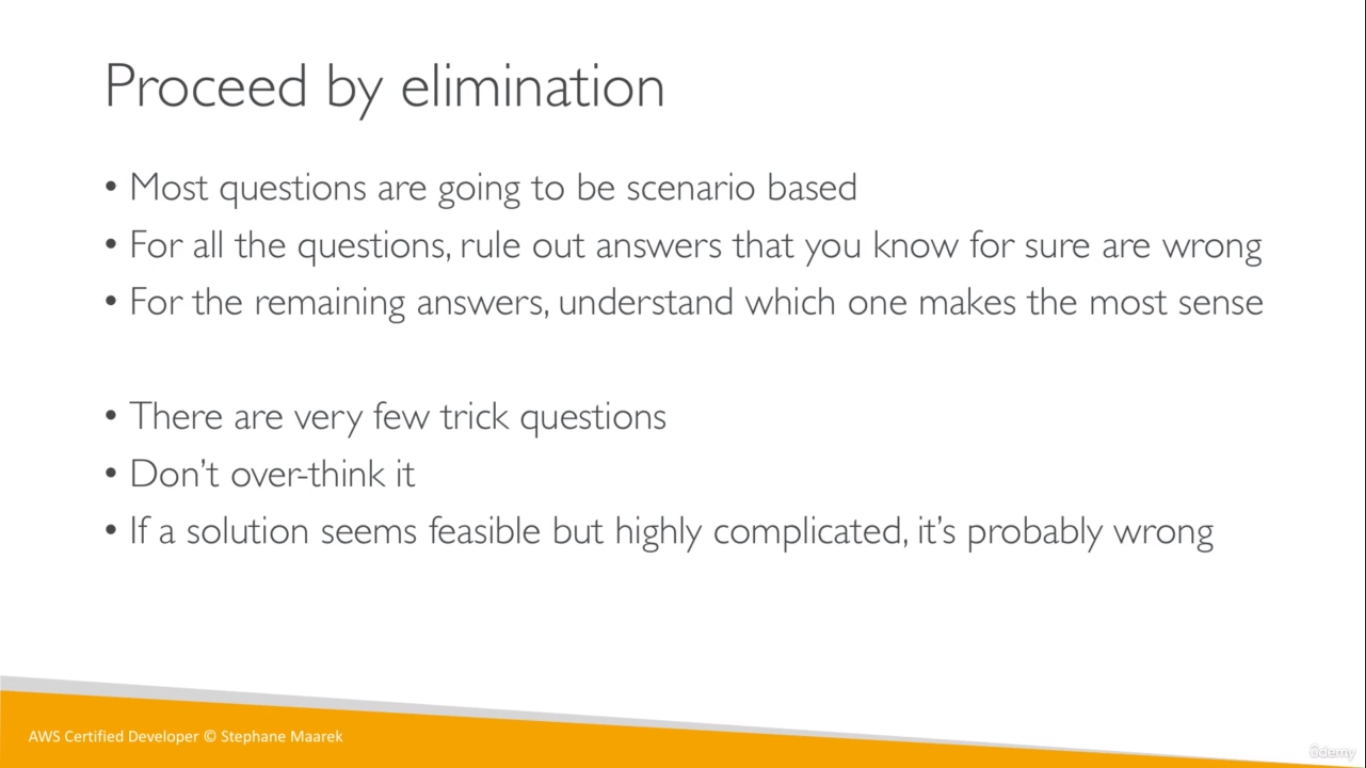 Proceed by elimination
• Most questions are going to be scenario based
• For all the questions, rule out answers that you know for sure are wrong
• For the remaining answers, understand which one makes the most sense
• There are very few trick questions
• Don't over-think it
• If a solution seems feasible but highly complicated, it's probably wrong
AWS Certified Developer © Stephane Maarek
ûdemy